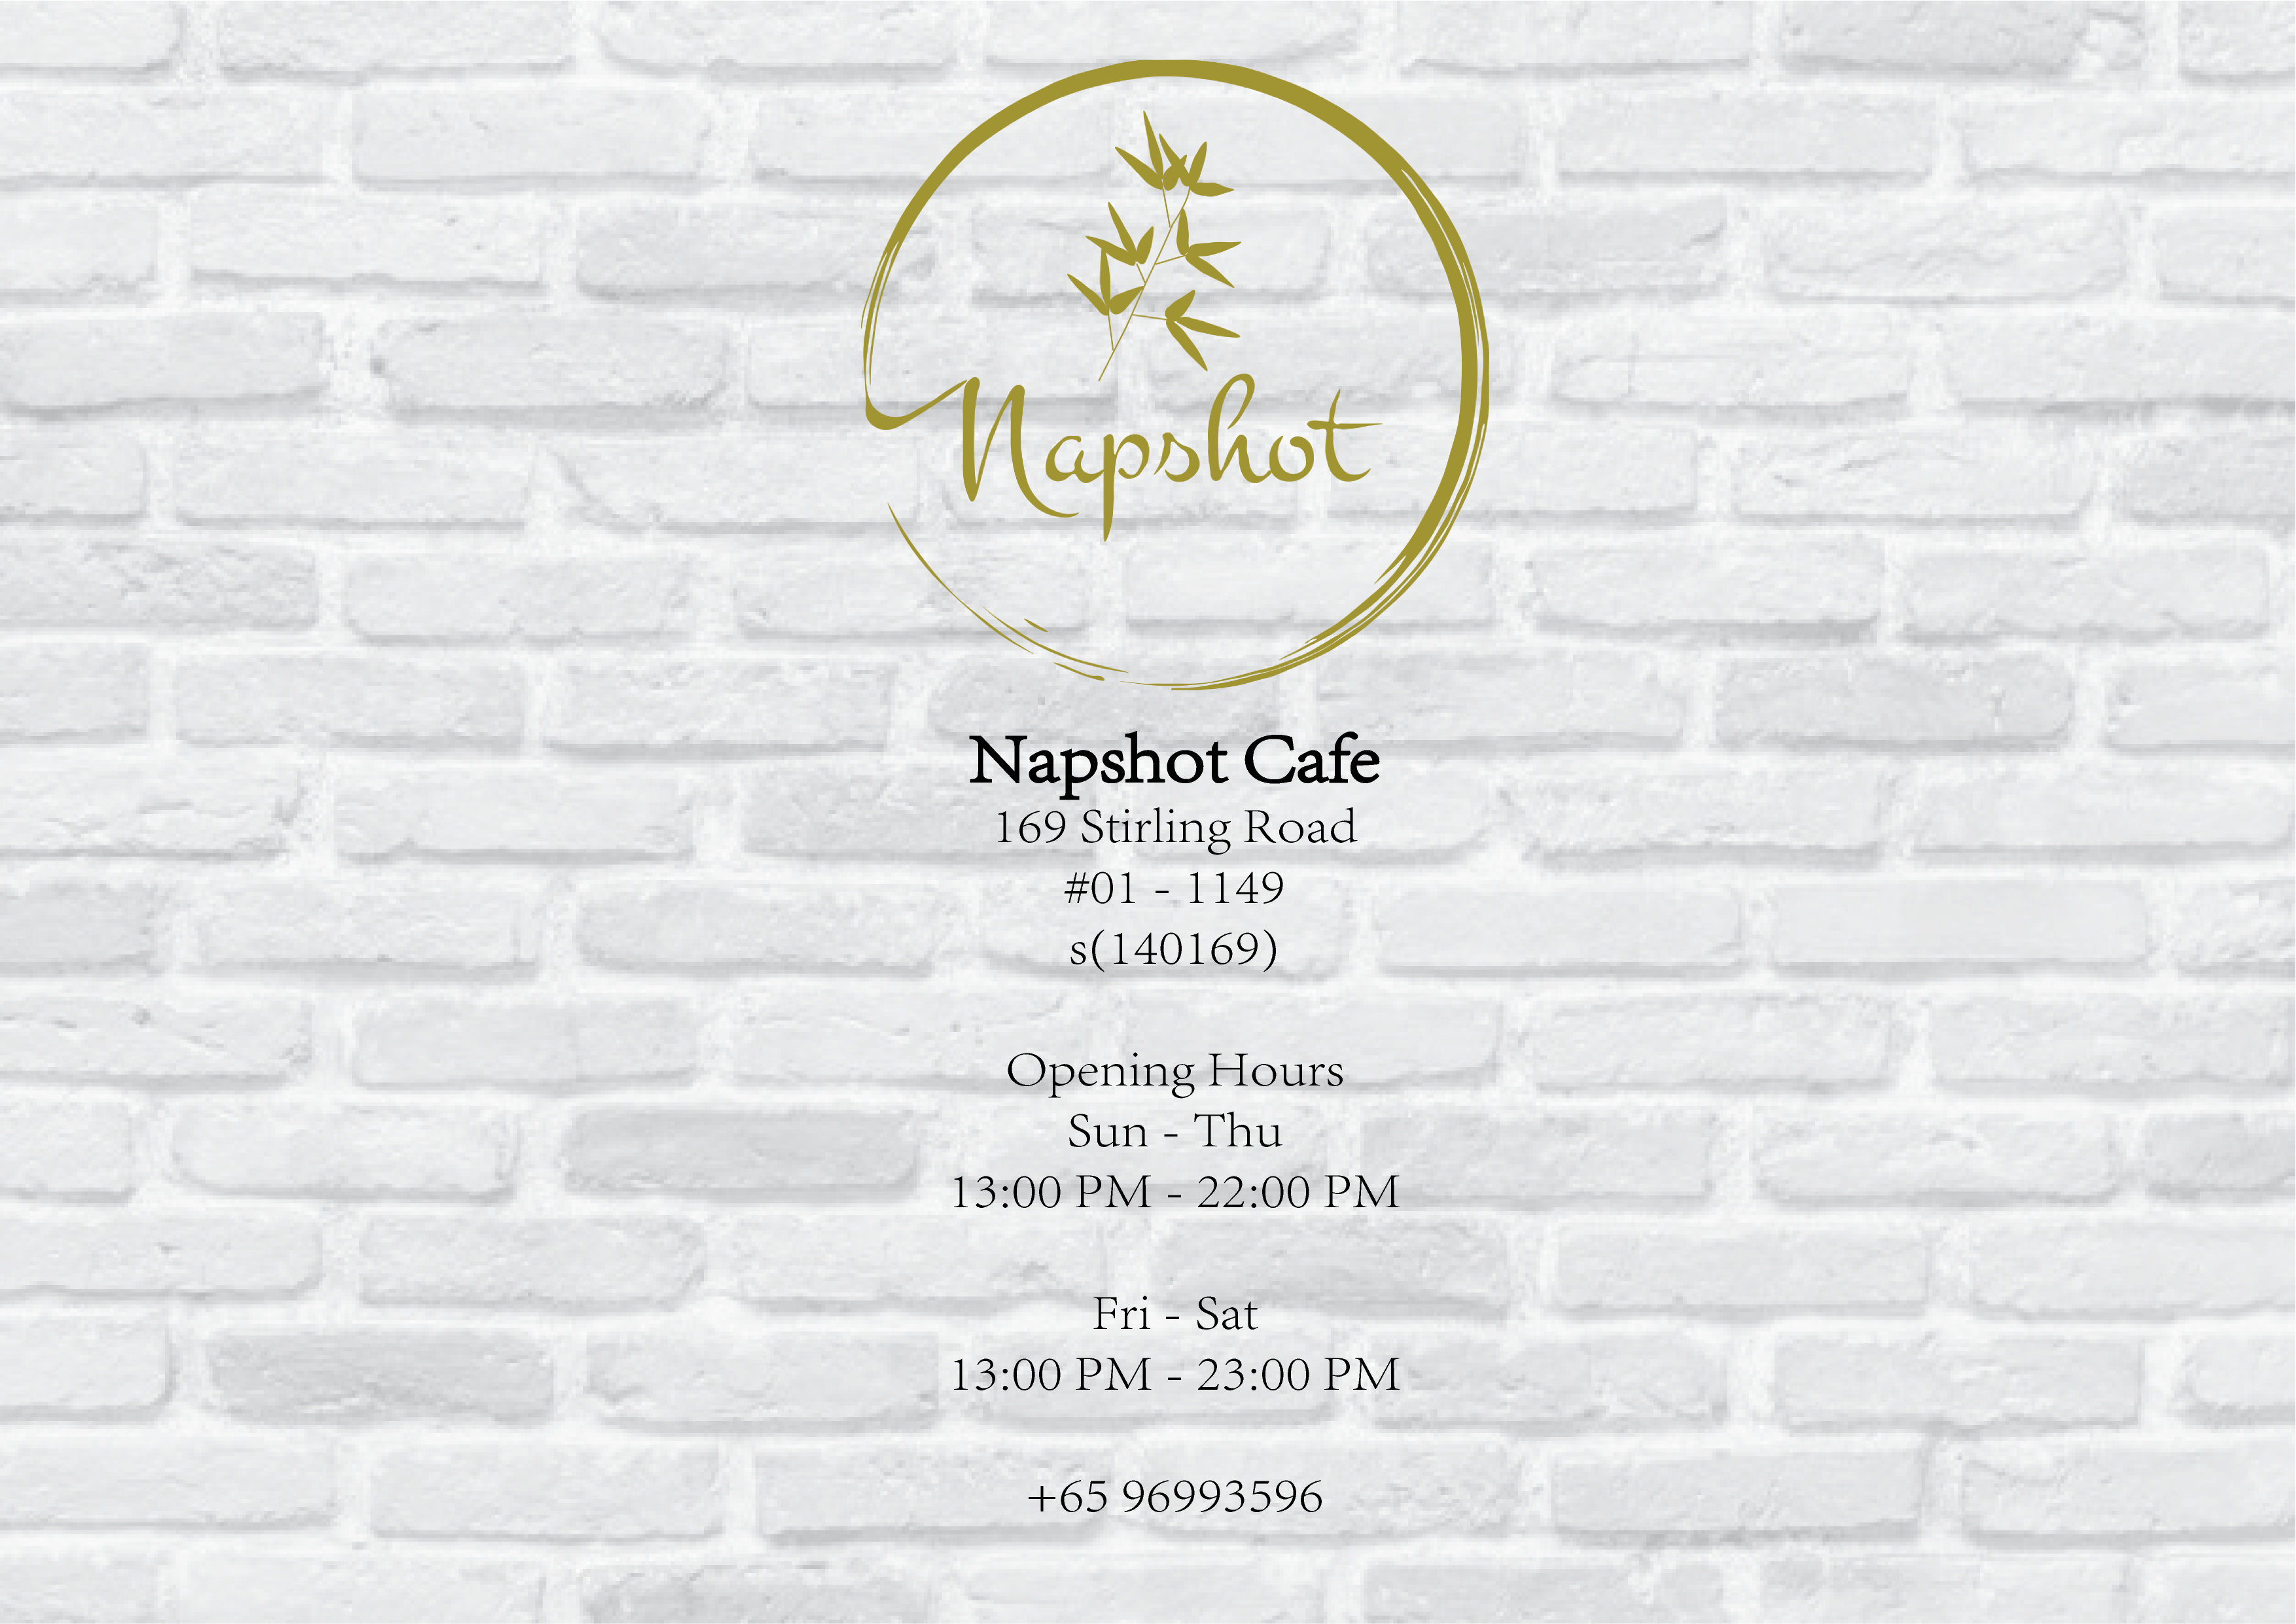 Napshot
Napshot Cafe
169 Stirling Road
#01 - 1149
s(140169)
Opening Hours
Sun - Thu
13:00 PM - 22:00 PM
Fri - Sat
13:00 PM - 23:00 PM
+65 96993596